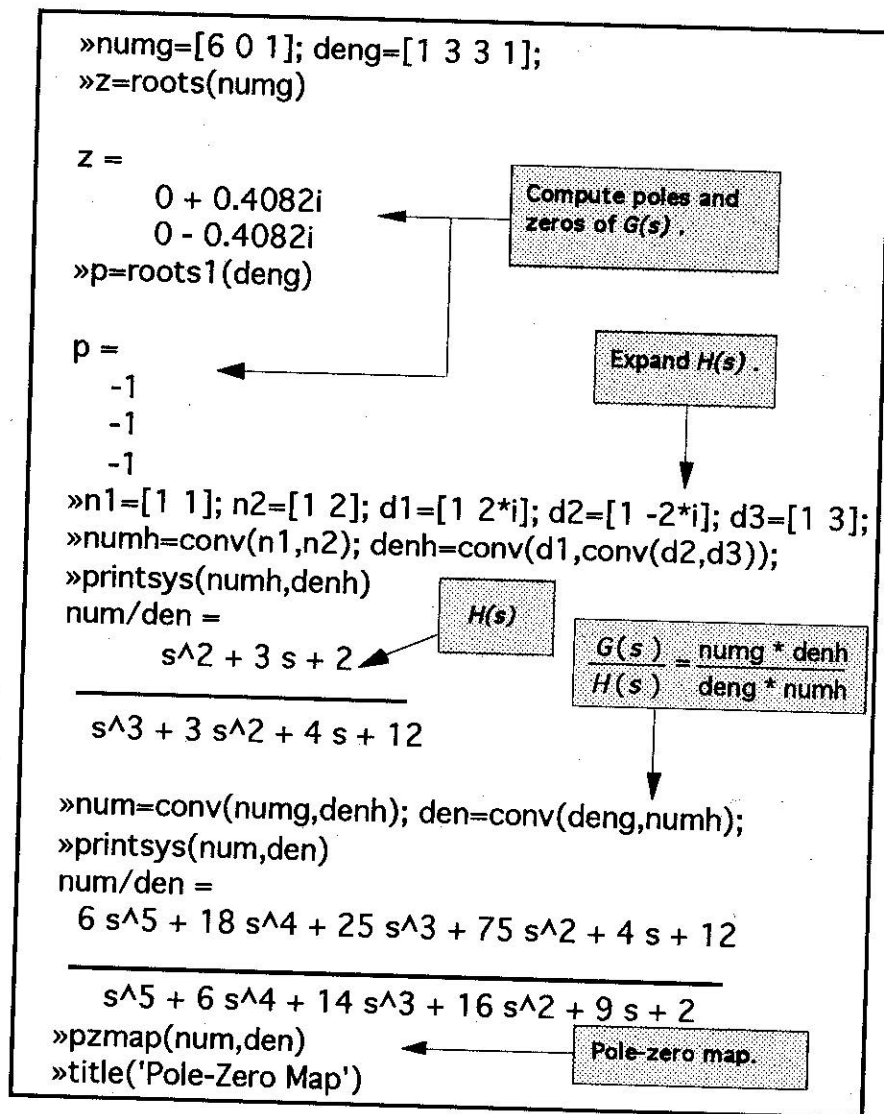 »numg=[6 0 1]; deng=[1 3 3 1];
»z=roots(numg)
z =
0 + 0.4082i
0 - 0.4082i
Compute poles and
zeros of G(s) .
»p=roots1(deng)
p =
-1
-1
-1
Expand H(s) .
»n1=[1 1]; n2=[1 2]; d1=[1 2*i]; d2=[1 -2*i]; d3=[1 3];
»numh=conv(n1,n2); denh=conv(d1,conv(d2,d3));
»printsys(numh,denh)
num/den =
H(s)
s^2 + 3 s + 2
s^3 + 3 s^2 + 4 s + 12
G(s) = numg * denh
H(s) deng * numh
»num=conv(numg,denh); den=conv(deng,numh);
»printsys(num,den)
num/den =
6 s^5 + 18 s^4 + 25 s^3 + 75 s^2 + 4 s + 12
s^5 + 6 s^4 + 14 s^3 + 16 s^2 + 9 s + 2
»pzmap(num,den)
Pole-zero map.
»title('Pole-Zero Map')